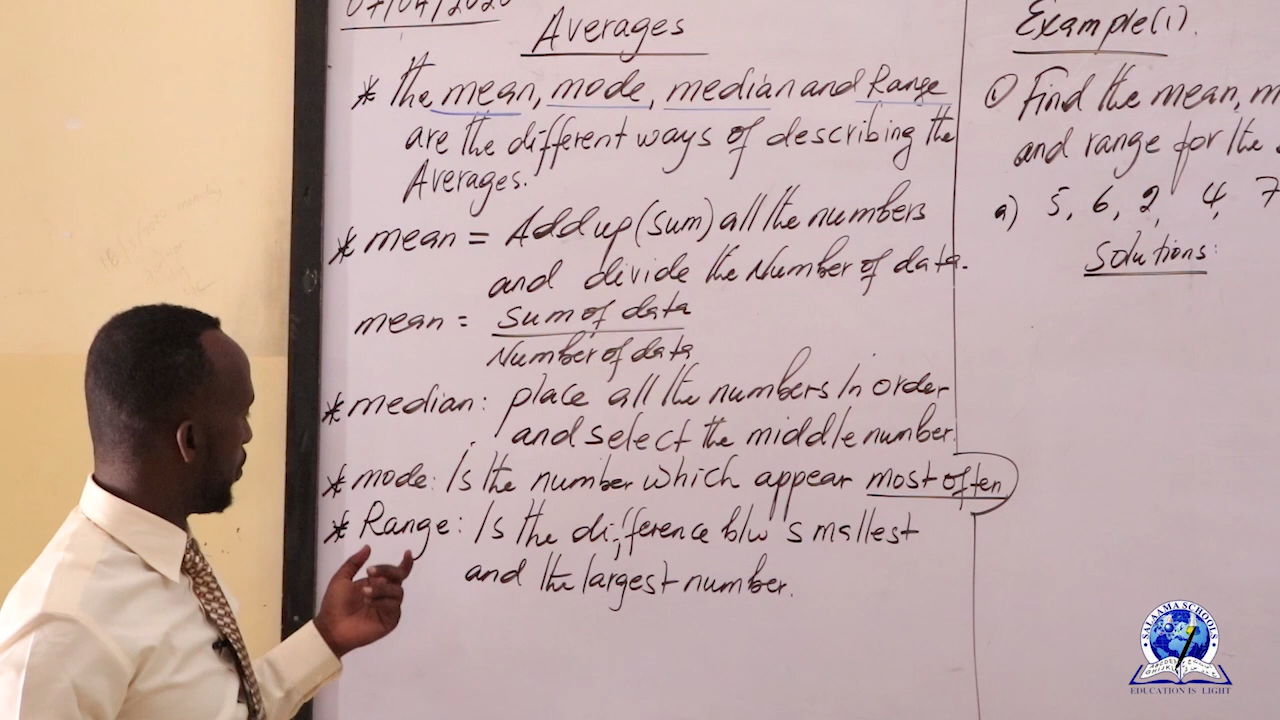 07/04/2020
Averages
* The mean, mode, median and Range
are the different ways of describing the
Averages.
* mean = Add up (sum) all the numbers
and divide the Number of data.
mean = Sum of data
Number of data
* median: place all the numbers In order
and select the middle number.
* mode: Is the number which appear most often
* Range: Is the difference b/w smallest
and the largest number.
Example (1).
① Find the mean, m
and range for the
a) 5, 6, 2, 4, 7
Solutions:
SALAAMA SCHOOLS
EDUCATION IS LIGHT